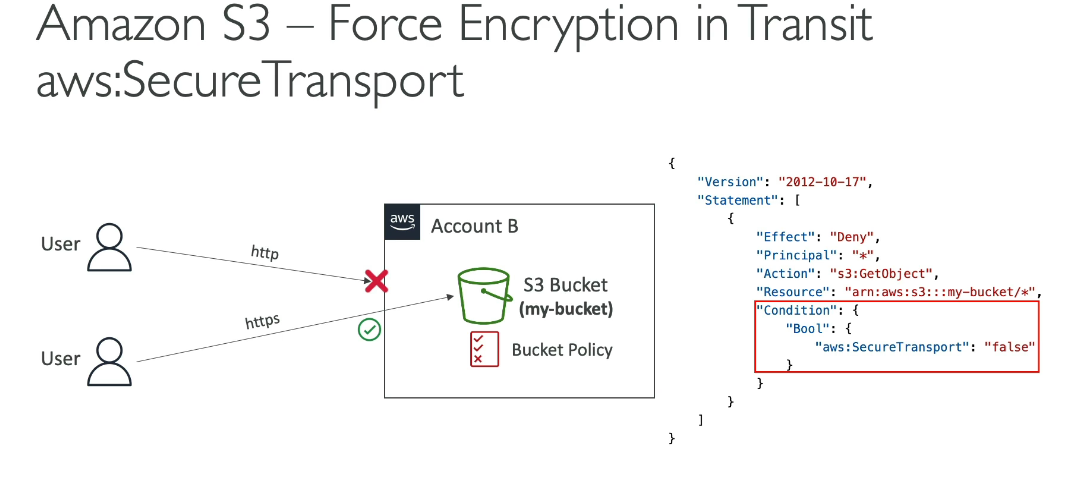 Amazon S3 – Force Encryption in Transit
aws:SecureTransport
User
http
https
User
aws
Account B
S3 Bucket
(my-bucket)
Bucket Policy
{
"Version": "2012-10-17",
"Statement": [
{
"Effect": "Deny",
"Principal": "*",
"Action": "s3:GetObject",
"Resource": "arn:aws:s3:::my-bucket/*",
"Condition": {
"Bool": {
"aws:SecureTransport": "false"
}
}
}
]
}